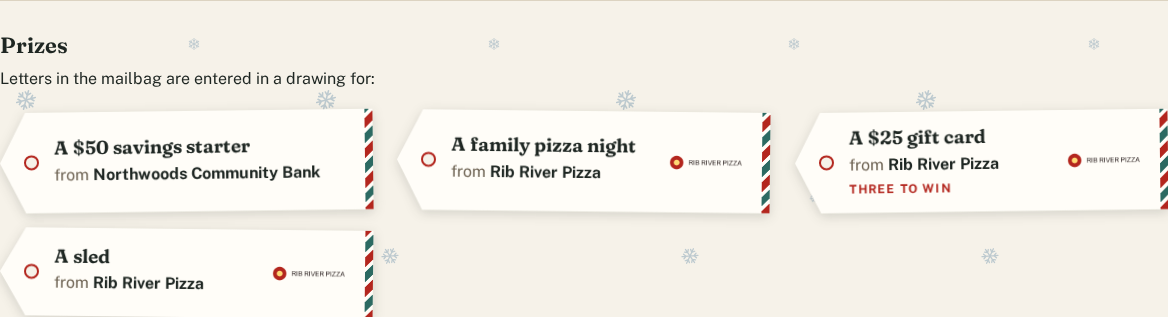 Prizes
Letters in the mailbag are entered in a drawing for:
A $50 savings starter
from Northwoods Community Bank
A family pizza night
from Rib River Pizza
RIB RIVER PIZZA
A $25 gift card
from Rib River Pizza
THREE TO WIN
RIB RIVER PIZZA
A sled
from Rib River Pizza
RIB RIVER PIZZA